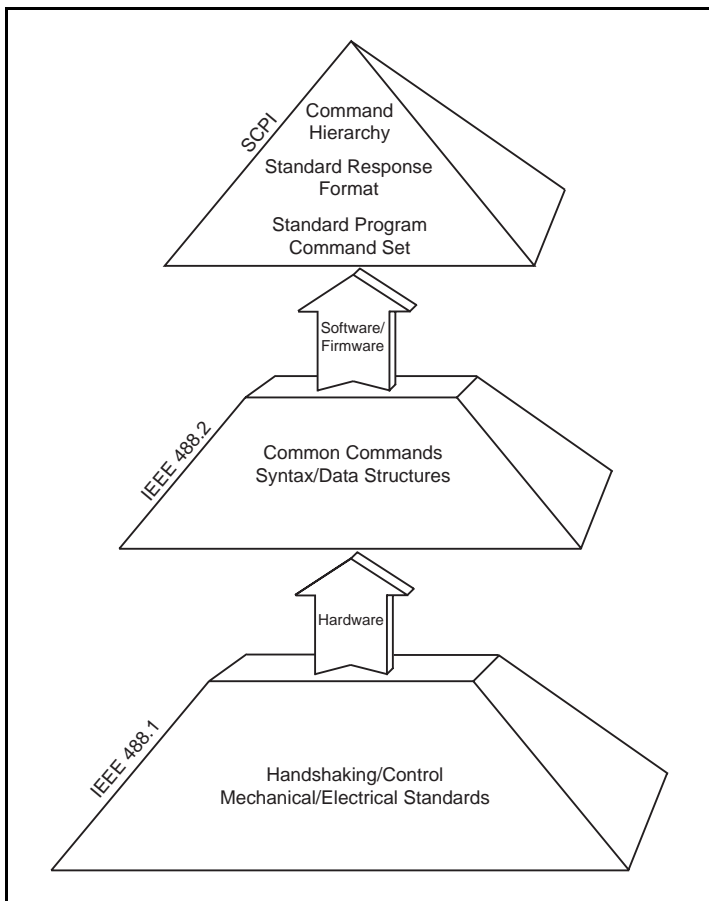 SCPI
Command
Hierarchy
Standard Response
Format
Standard Program
Command Set
Software/
Firmware
IEEE 488.2
Common Commands
Syntax/Data Structures
Hardware
IEEE 488.1
Handshaking/Control
Mechanical/Electrical Standards